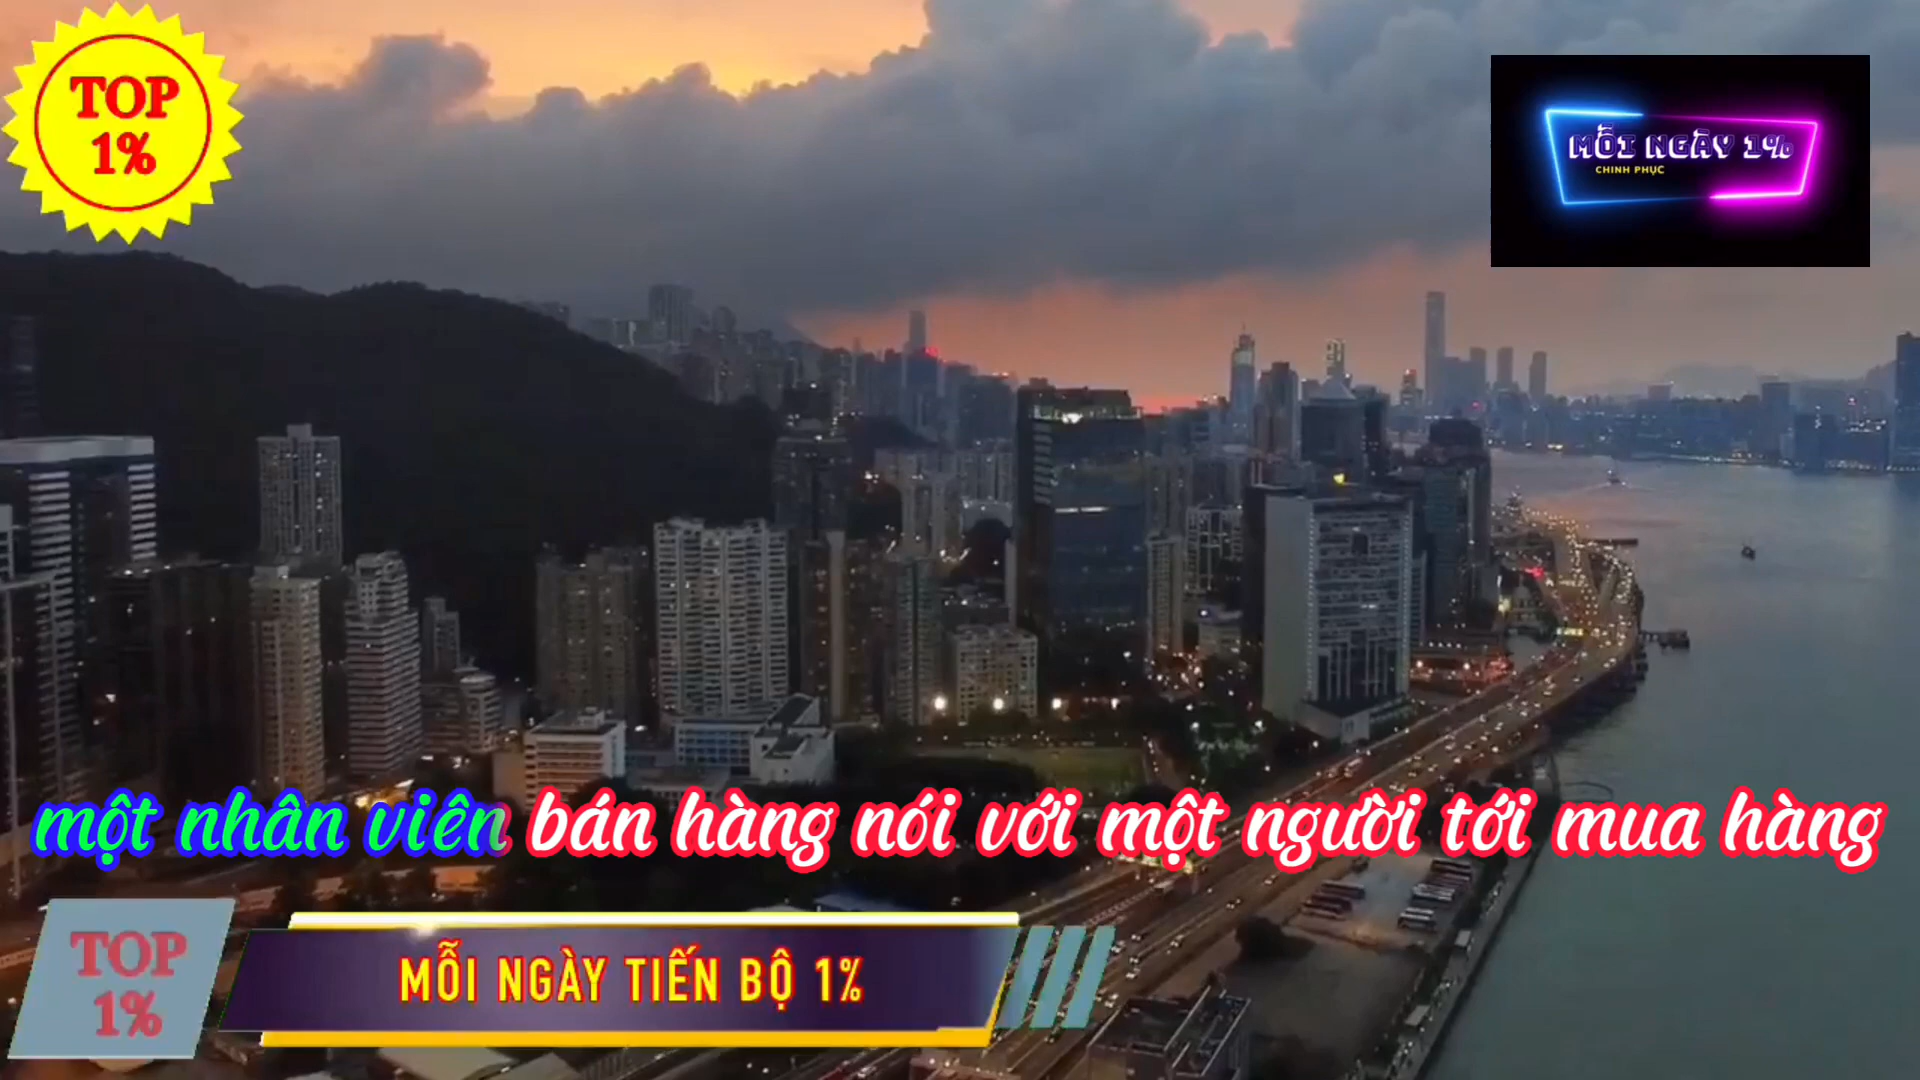 TOP
1%
MỖI NGÀY 1%
CHINH PHỤC
một nhân viên bán hàng nói với một người tới mua hàng
TOP
1%
MỖI NGÀY TIẾN BỘ 1%